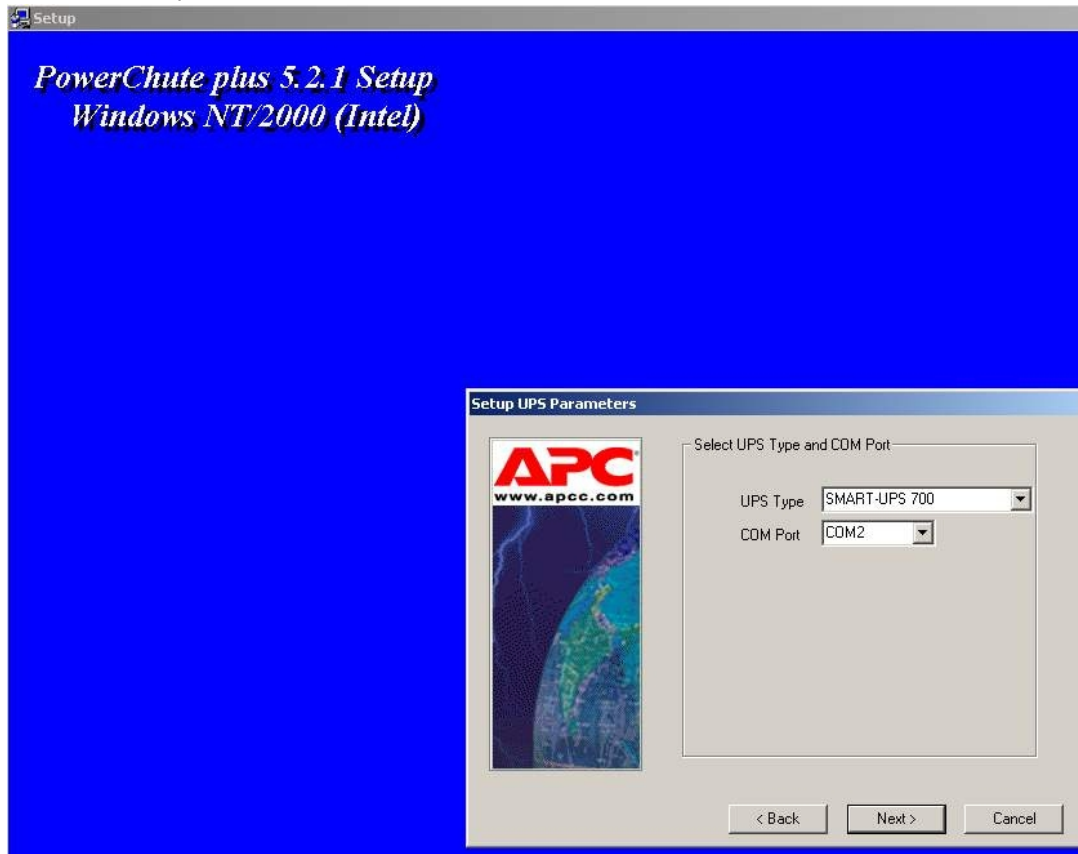 Setup
PowerChute plus 5.2.1 Setup
Windows NT/2000 (Intel)
Setup UPS Parameters
APC
www.apcc.com
Select UPS Type and COM Port
UPS Type SMART-UPS 700
COM Port COM2
< Back Next > Cancel